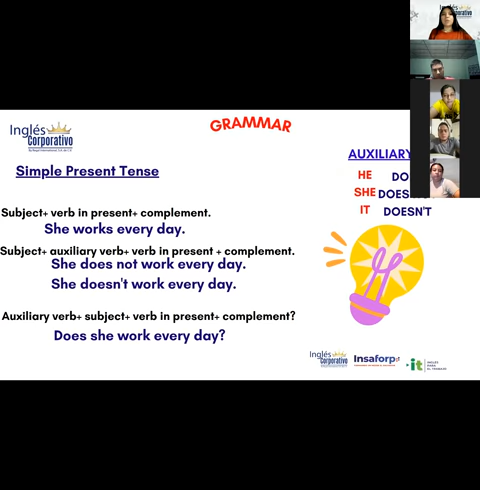 Inglés
Corporativo
GRAMMAR
Simple Present Tense
AUXILIARY
HE
SHE
IT
DOESN'T
Subject+ verb in present+ complement.
She works every day.
Subject+ auxiliary verb+ verb in present + complement.
She does not work every day.
She doesn't work every day.
Auxiliary verb+ subject+ verb in present+ complement?
Does she work every day?
Inglés
Corporativo
Insaforp
it